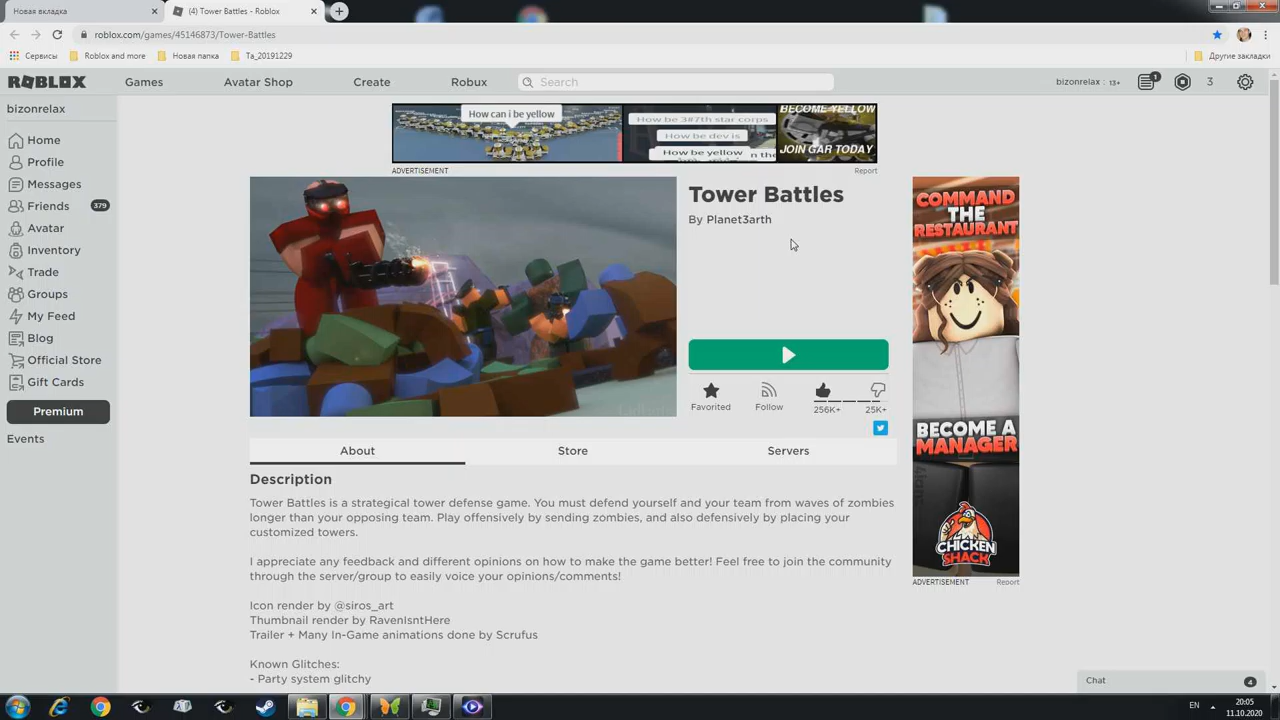 Новая вкладка
(4) Tower Battles - Roblox
roblox.com/games/45146873/Tower-Battles
Сервисы
Roblox and more
Новая папка
Ta_20191229
Другие закладки
ROBLOX
Games
Avatar Shop
Create
Robux
Search
bizonrelax : 13+
1
3
bizonrelax
Home
Profile
Messages
Friends
379
Avatar
Inventory
Trade
Groups
My Feed
Blog
Official Store
Gift Cards
Premium
Events
How can i be yellow
How be 3#7th star corps
How be dev is
How be yellow
n the
BECOME YELLOW
JOIN GAR TODAY
ADVERTISEMENT
Report
Tower Battles
By Planet3arth
Favorited
Follow
256K+
25K+
About
Store
Servers
Description
Tower Battles is a strategical tower defense game. You must defend yourself and your team from waves of zombies
longer than your opposing team. Play offensively by sending zombies, and also defensively by placing your
customized towers.
I appreciate any feedback and different opinions on how to make the game better! Feel free to join the community
through the server/group to easily voice your opinions/comments!
Icon render by @siros_art
Thumbnail render by RavenIsntHere
Trailer + Many In-Game animations done by Scrufus
Known Glitches:
- Party system glitchy
COMMAND
THE
RESTAURANT
BECOME A
MANAGER
CHICKEN
SHACK
ADVERTISEMENT
Report
Chat
4
EN
20:05
11.10.2020